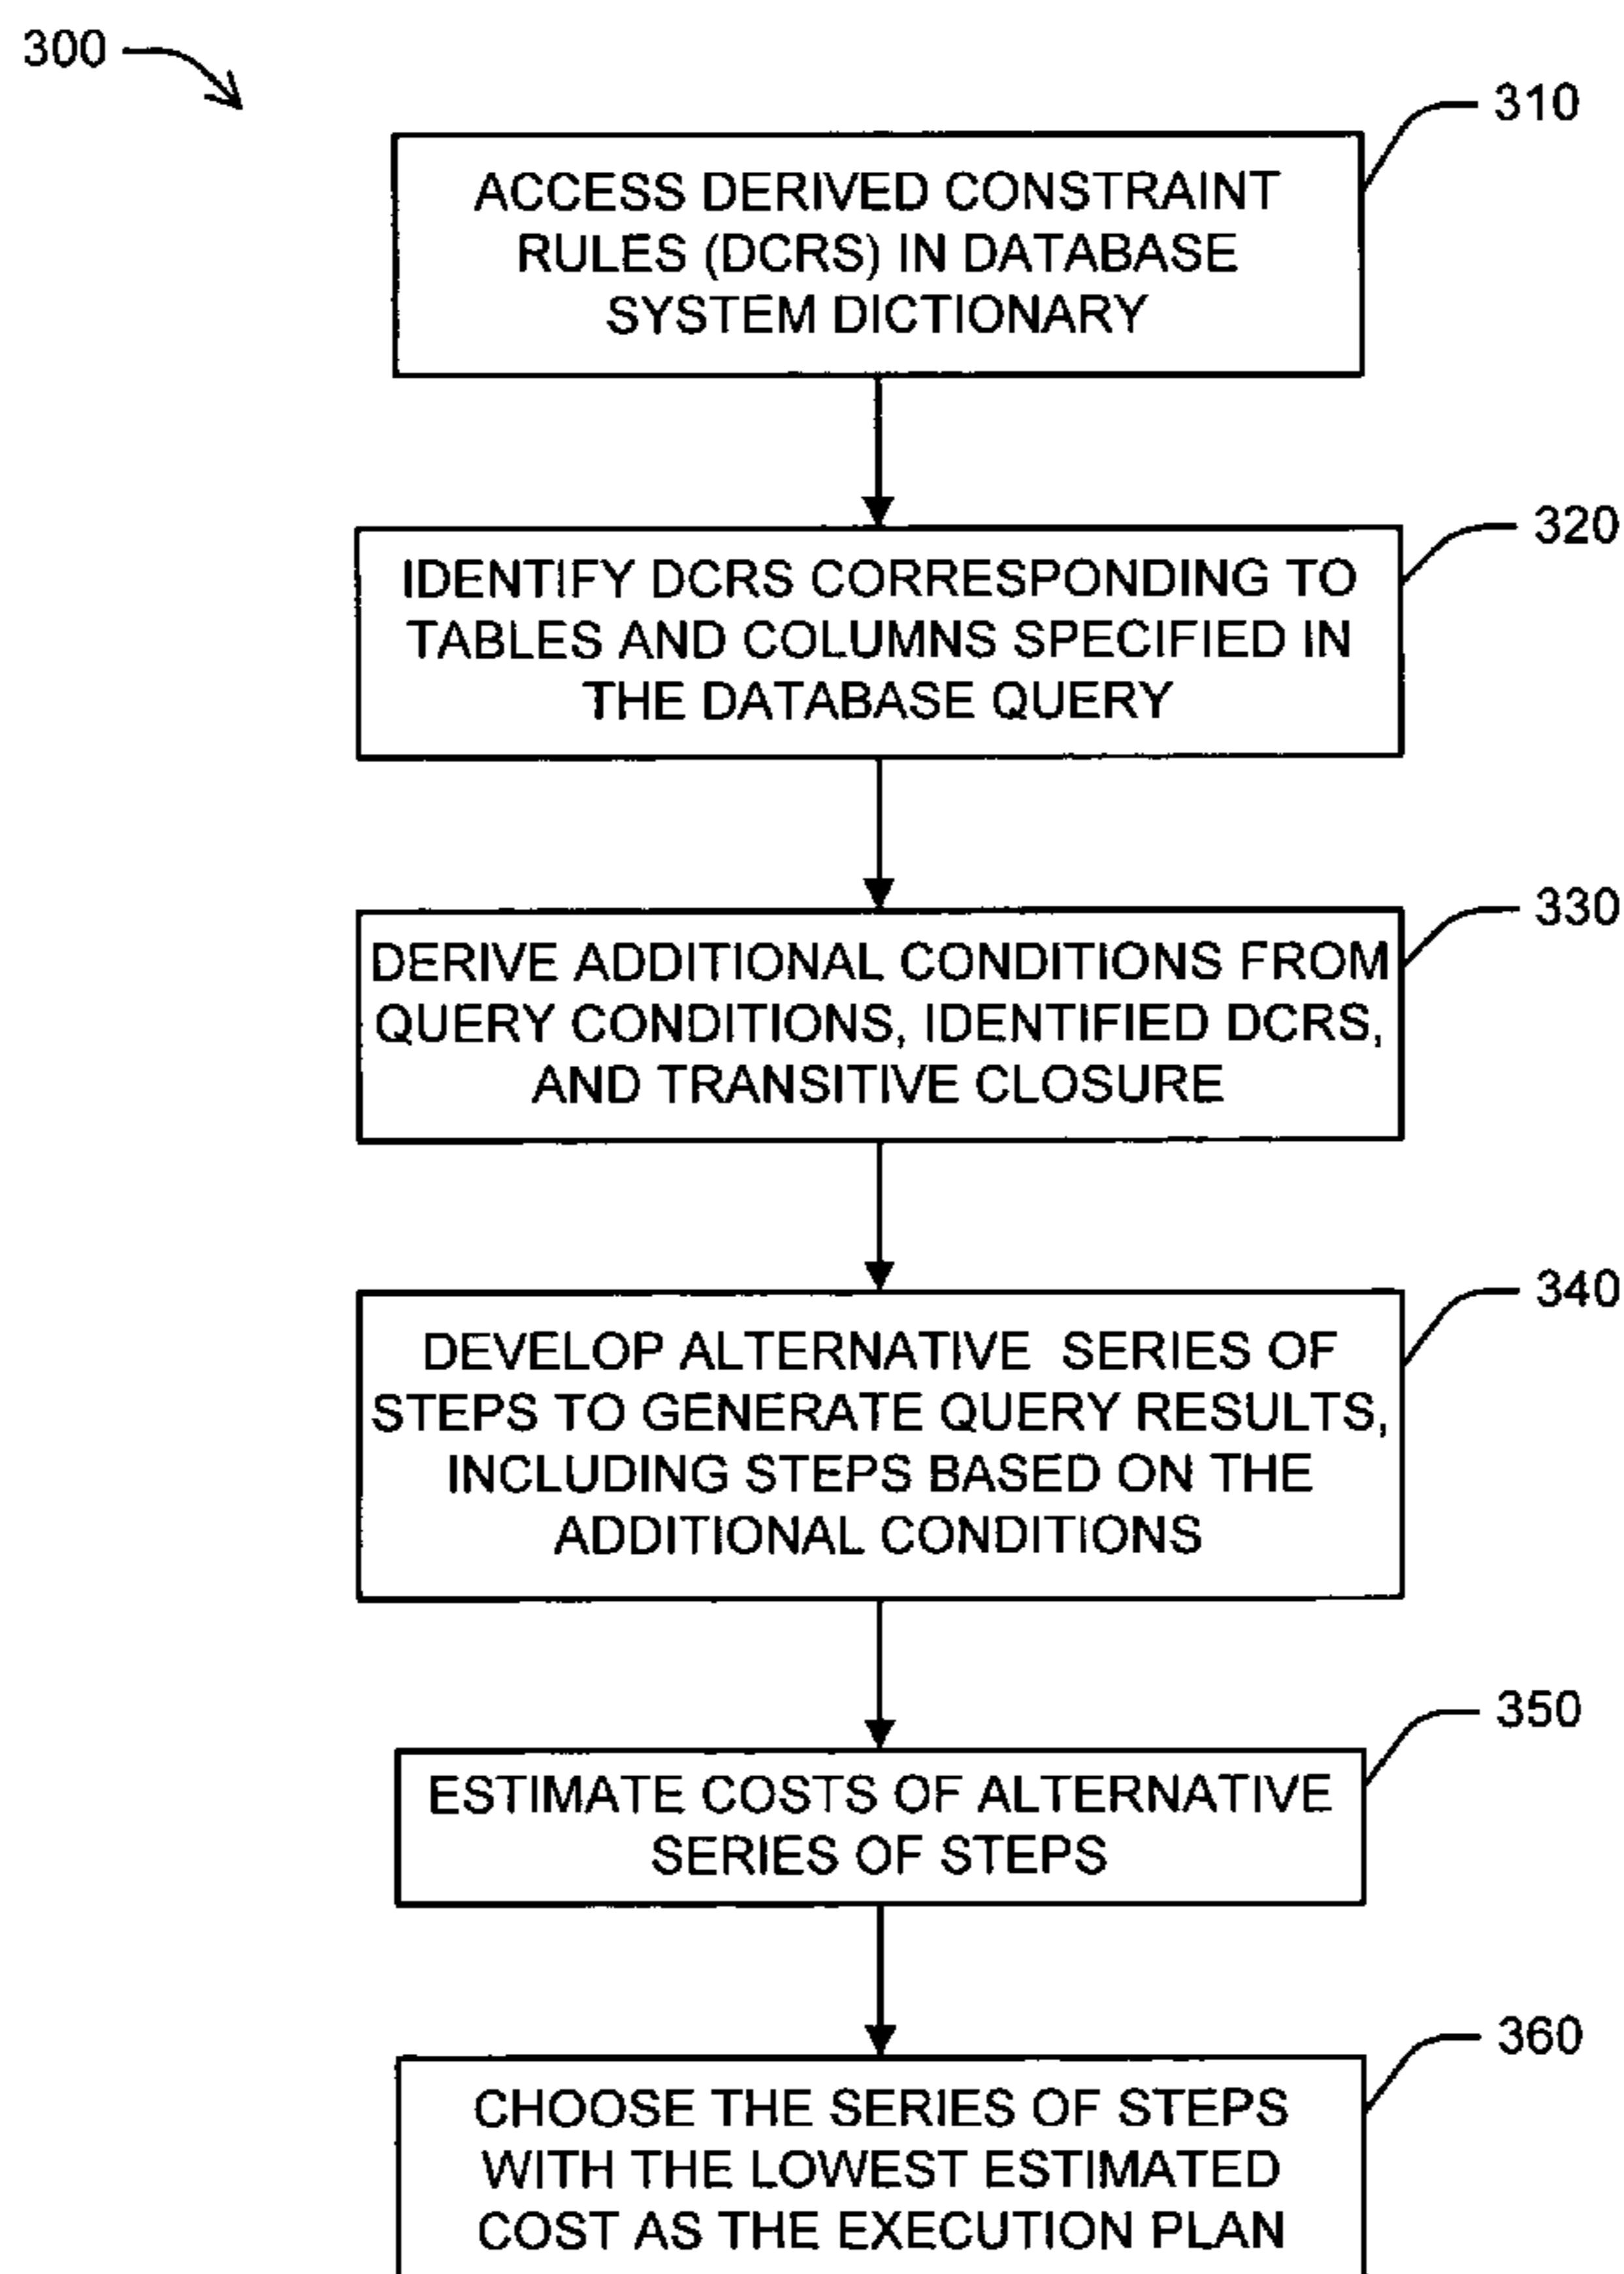 300
310
ACCESS DERIVED CONSTRAINT
RULES (DCRS) IN DATABASE
SYSTEM DICTIONARY
320
IDENTIFY DCRS CORRESPONDING TO
TABLES AND COLUMNS SPECIFIED IN
THE DATABASE QUERY
330
DERIVE ADDITIONAL CONDITIONS FROM
QUERY CONDITIONS, IDENTIFIED DCRS,
AND TRANSITIVE CLOSURE
340
DEVELOP ALTERNATIVE SERIES OF
STEPS TO GENERATE QUERY RESULTS,
INCLUDING STEPS BASED ON THE
ADDITIONAL CONDITIONS
350
ESTIMATE COSTS OF ALTERNATIVE
SERIES OF STEPS
360
CHOOSE THE SERIES OF STEPS
WITH THE LOWEST ESTIMATED
COST AS THE EXECUTION PLAN